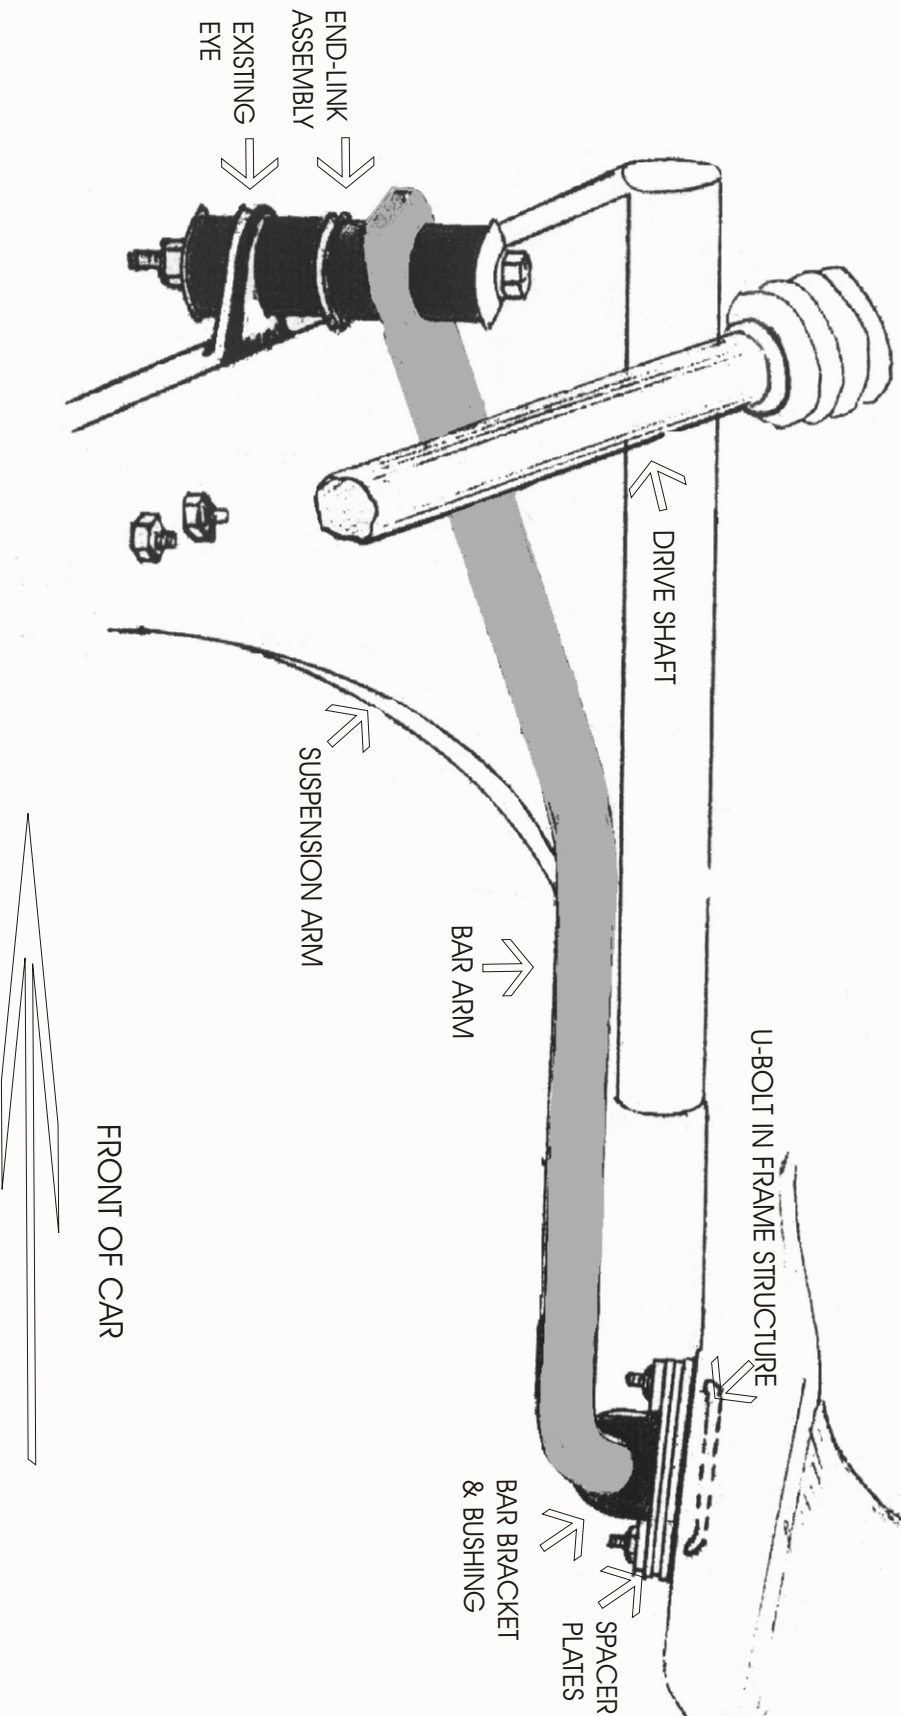 END-LINK
ASSEMBLY
EXISTING
EYE
DRIVE SHAFT
SUSPENSION ARM
BAR ARM
U-BOLT IN FRAME STRUCTURE
FRONT OF CAR
BAR BRACKET
& BUSHING
SPACER
PLATES